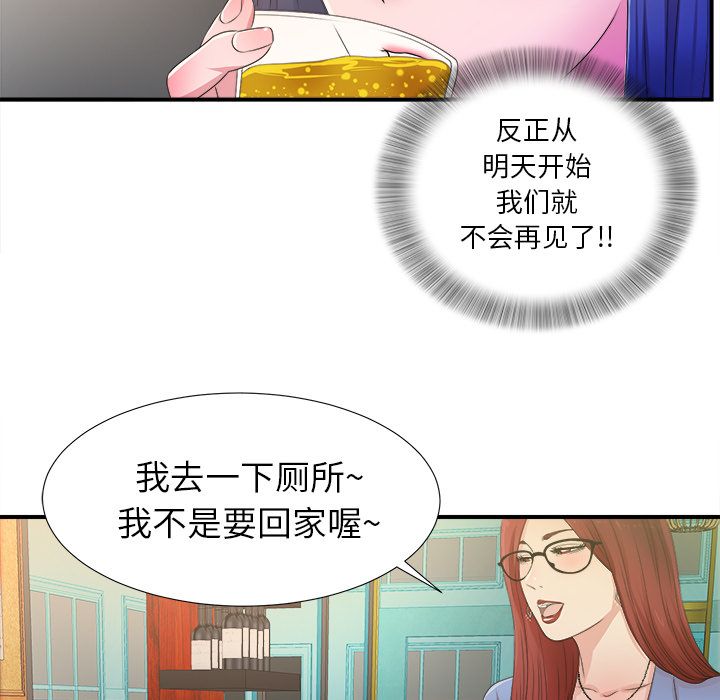 反正从
明天开始
我们就
不会再见了!!
我去一下厕所~
我不是要回家喔~